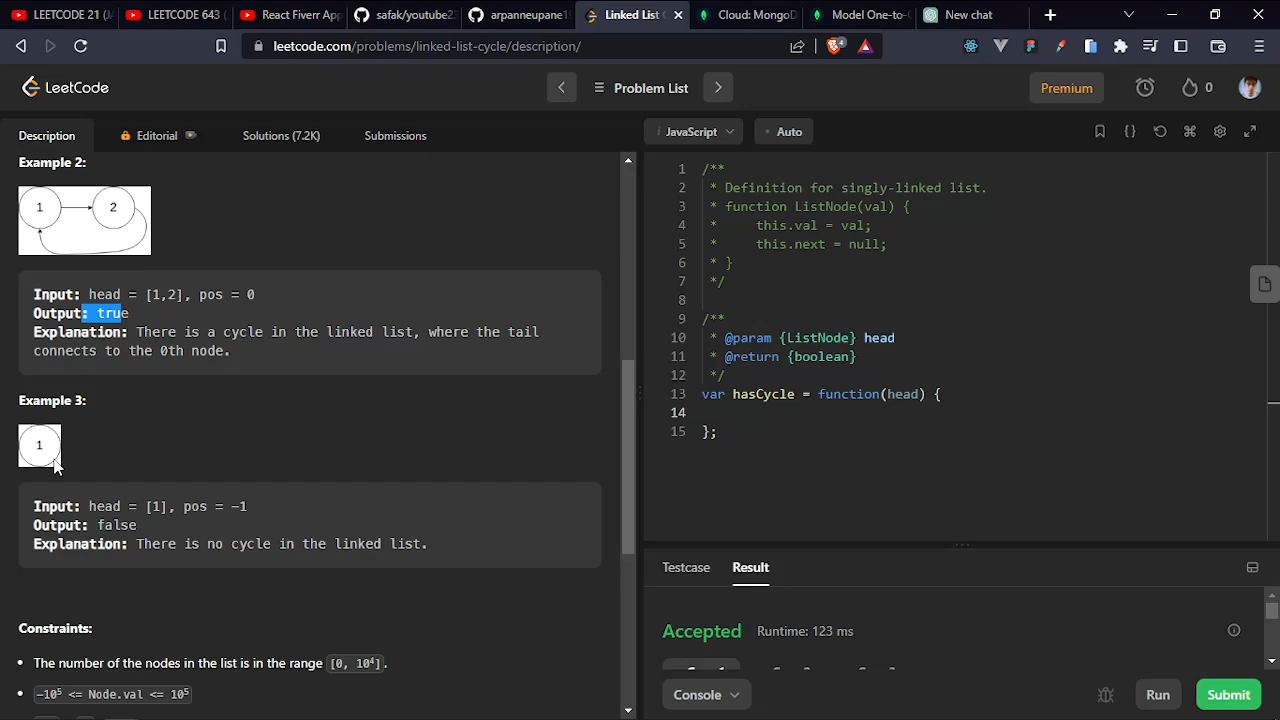 LEETCODE 21 (JA
LEETCODE 643 (
React Fiverr App
safak/youtube2
arpanneupane1
Linked List C
Cloud: MongoD
Model One-to-
New chat
leetcode.com/problems/linked-list-cycle/description/
4
LeetCode
Problem List
Premium
0
Description
Editorial
Solutions (7.2K)
Submissions
i JavaScript
Auto
Example 2:
1
2
Input: head = [1,2], pos = 0
Output: true
Explanation: There is a cycle in the linked list, where the tail
connects to the 0th node.
Example 3:
1
Input: head = [1], pos = -1
Output: false
Explanation: There is no cycle in the linked list.
Constraints:
• The number of the nodes in the list is in the range [0, 10⁴].
• -10⁵ <= Node.val <= 10⁵
1 /**
2 * Definition for singly-linked list.
3 * function ListNode(val) {
4 *     this.val = val;
5 *     this.next = null;
6 * }
7 */
8
9 /**
10 * @param {ListNode} head
11 * @return {boolean}
12 */
13 var hasCycle = function(head) {
14
15 };
Testcase
Result
Accepted
Runtime: 123 ms
Console
Run
Submit